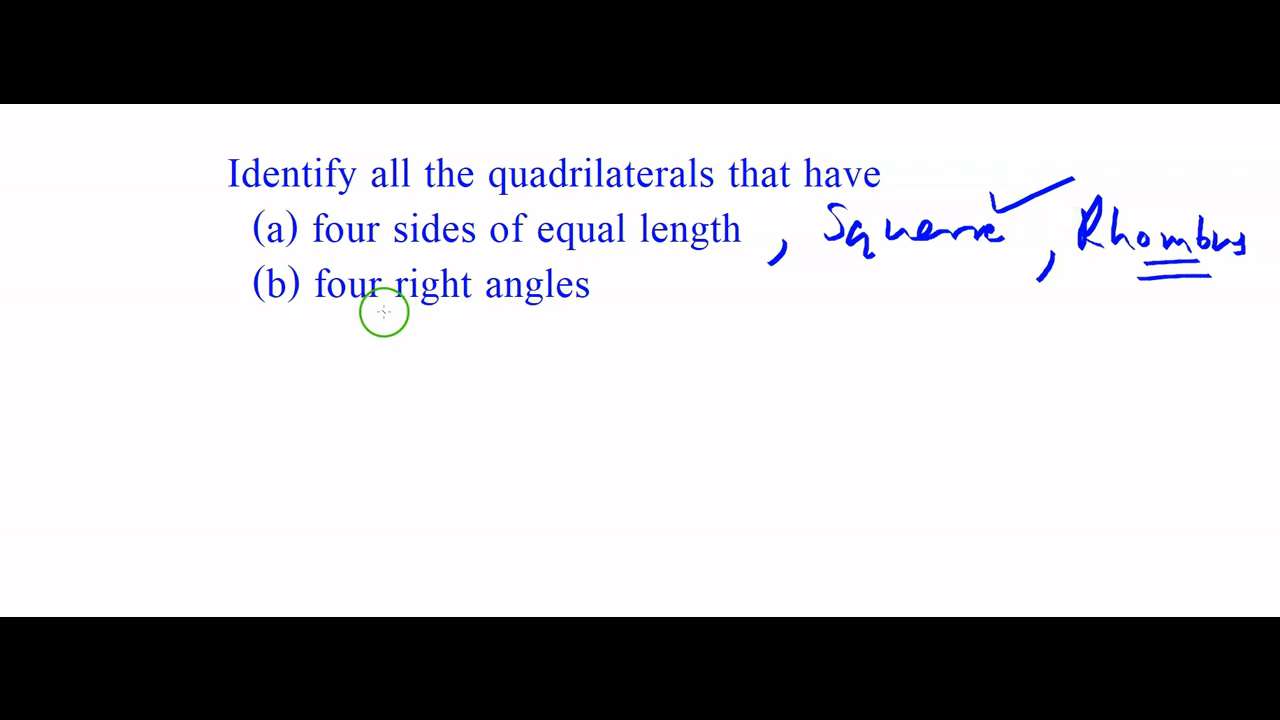 Identify all the quadrilaterals that have
(a) four sides of equal length , Square , Rhombus
(b) four right angles